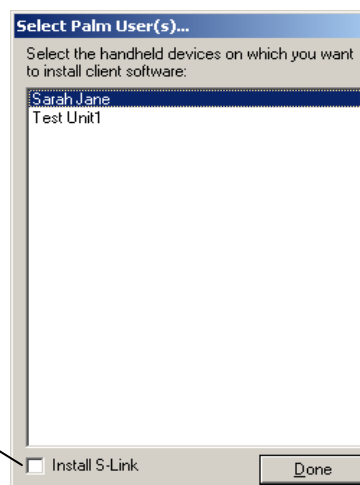 Select Palm User(s)...
Select the handheld devices on which you want
to install client software:
Sarah Jane
Test Unit1
Install S-Link
Done